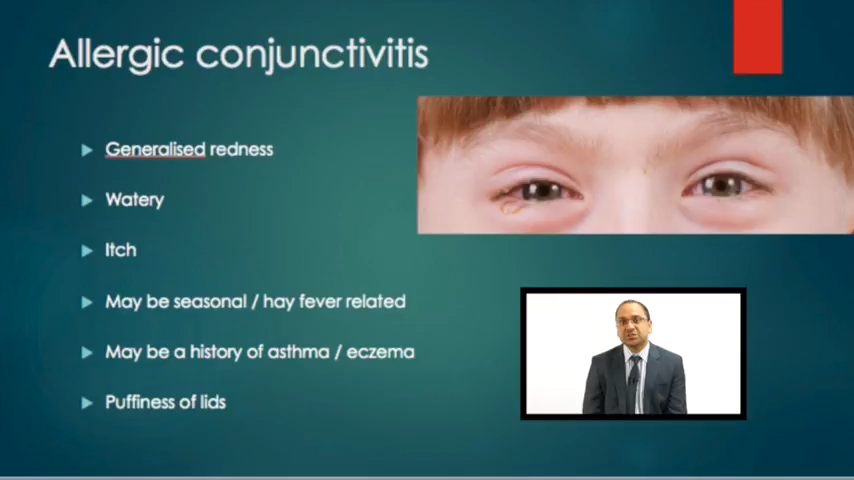 Allergic conjunctivitis
Generalised redness
Watery
Itch
May be seasonal / hay fever related
May be a history of asthma / eczema
Puffiness of lids